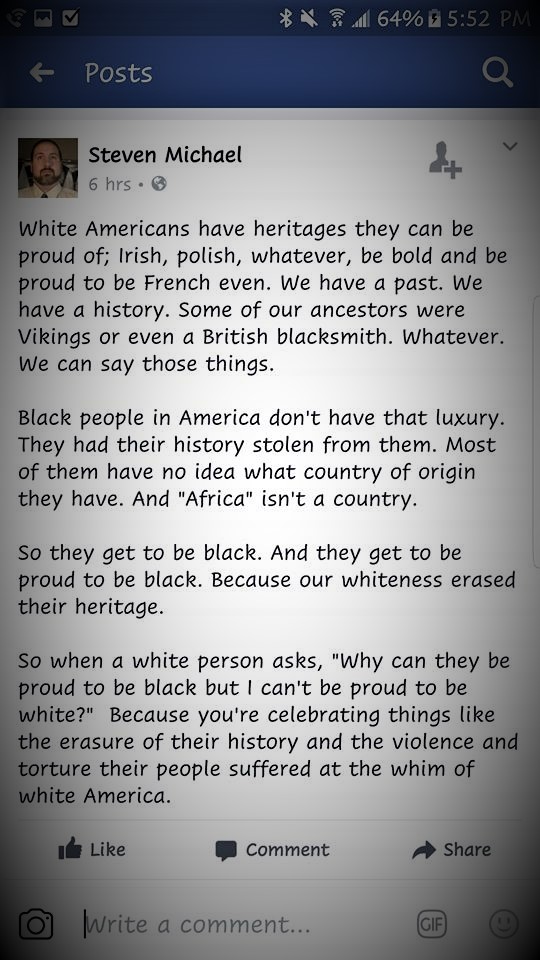 64% 5:52 PM
Posts
Steven Michael
6 hrs •
White Americans have heritages they can be
proud of; Irish, polish, whatever, be bold and be
proud to be French even. We have a past. We
have a history. Some of our ancestors were
Vikings or even a British blacksmith. Whatever.
We can say those things.
Black people in America don't have that luxury.
They had their history stolen from them. Most
of them have no idea what country of origin
they have. And "Africa" isn't a country.
So they get to be black. And they get to be
proud to be black. Because our whiteness erased
their heritage.
So when a white person asks, "Why can they be
proud to be black but I can't be proud to be
white?"  Because you're celebrating things like
the erasure of their history and the violence and
torture their people suffered at the whim of
white America.
Like Comment Share
Write a comment... GIF